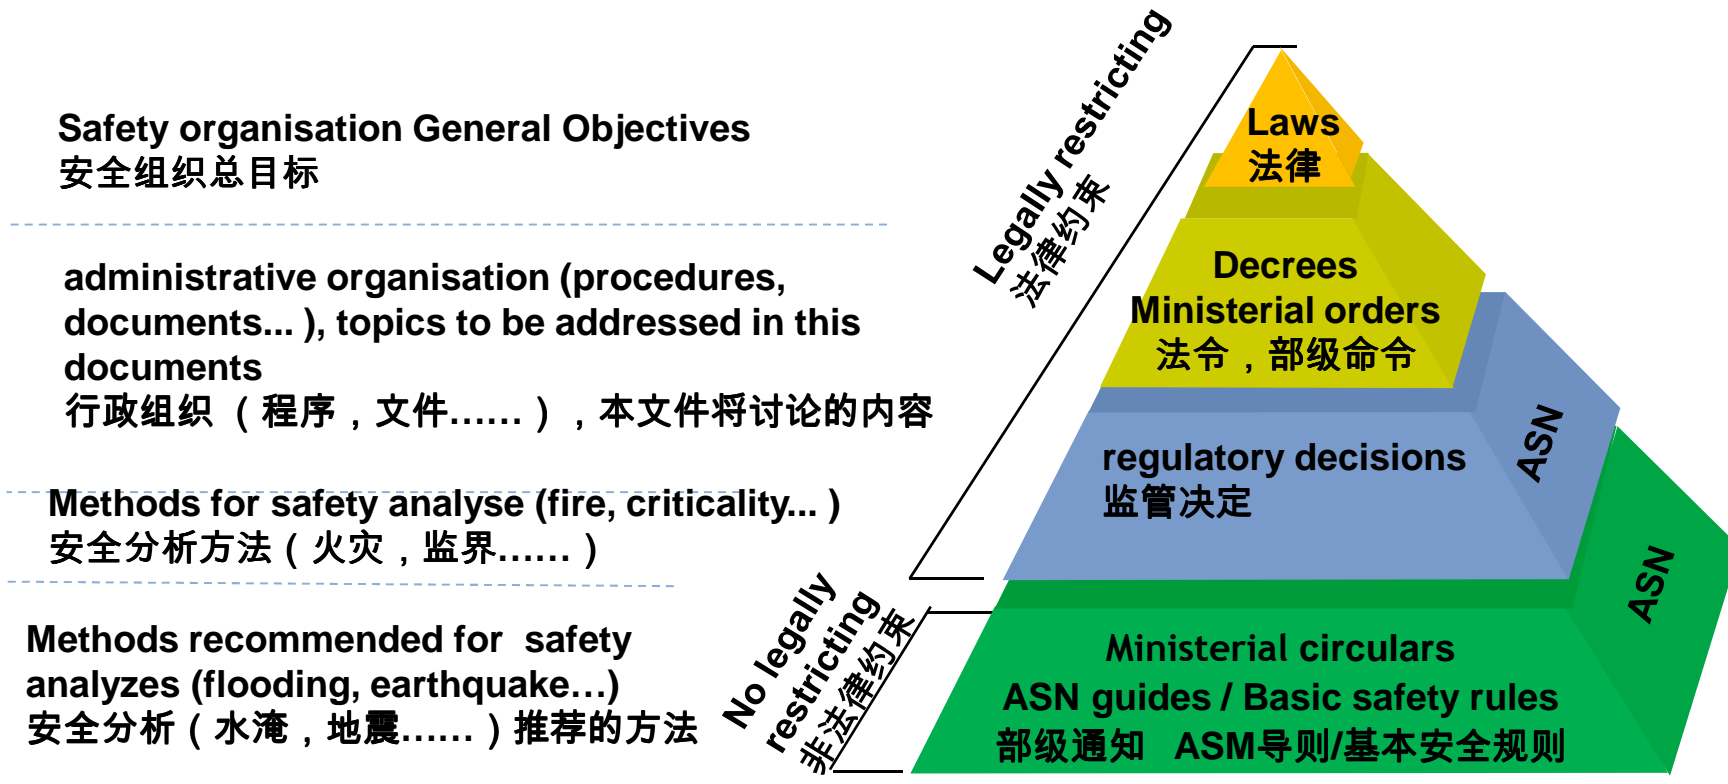 Safety organisation General Objectives
安全组织总目标
administrative organisation (procedures,
documents... ), topics to be addressed in this
documents
行政组织 （程序，文件……），本文件将讨论的内容
Methods for safety analyse (fire, criticality... )
安全分析方法（火灾，监界……）
Methods recommended for safety
analyzes (flooding, earthquake…)
安全分析（水淹，地震……）推荐的方法
Legally restricting
法律约束
No legally
restricting
非法律约束
Laws
法律
Decrees
Ministerial orders
法令，部级命令
regulatory decisions
监管决定
ASN
Ministerial circulars
ASN guides / Basic safety rules
部级通知 ASM导则/基本安全规则
ASN